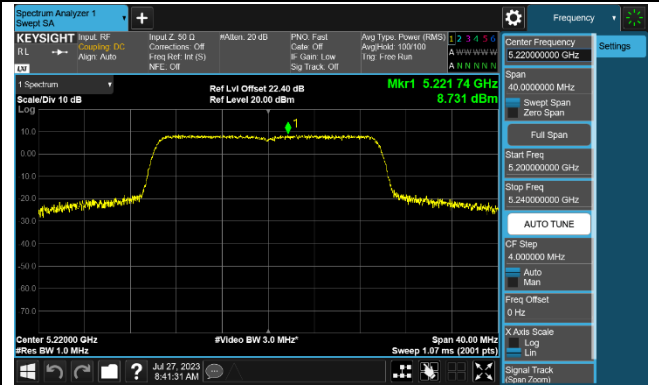 Spectrum Analyzer 1
Swept SA
Frequency
KEYSIGHT
RL
LXI
Input: RF
Coupling: DC
Align: Auto
Input Z: 50 Ω
Corrections: Off
Freq Ref: Int (S)
NFE: Off
#Atten: 20 dB
PNO: Fast
Gate: Off
IF Gain: Low
Sig Track: Off
Avg Type: Power (RMS)
Avg|Hold: 100/100
Trig: Free Run
1 2 3 4 5 6
A W W W W W
A N N N N N
Center Frequency
5.220000000 GHz
Settings
Span
40.0000000 MHz
Swept Span
Zero Span
Full Span
Start Freq
5.200000000 GHz
Stop Freq
5.240000000 GHz
AUTO TUNE
CF Step
4.000000 MHz
Auto
Man
Freq Offset
0 Hz
X Axis Scale
Log
Lin
Signal Track
(Span Zoom)
1 Spectrum
Scale/Div 10 dB
Log
Ref Lvl Offset 22.40 dB
Ref Level 20.00 dBm
Mkr1 5.221 74 GHz
8.731 dBm
1
10.0
0.00
-10.0
-20.0
-30.0
-40.0
-50.0
-60.0
-70.0
Center 5.22000 GHz
#Res BW 1.0 MHz
#Video BW 3.0 MHz*
Span 40.00 MHz
Sweep 1.07 ms (2001 pts)
?
Jul 27, 2023
8:41:31 AM